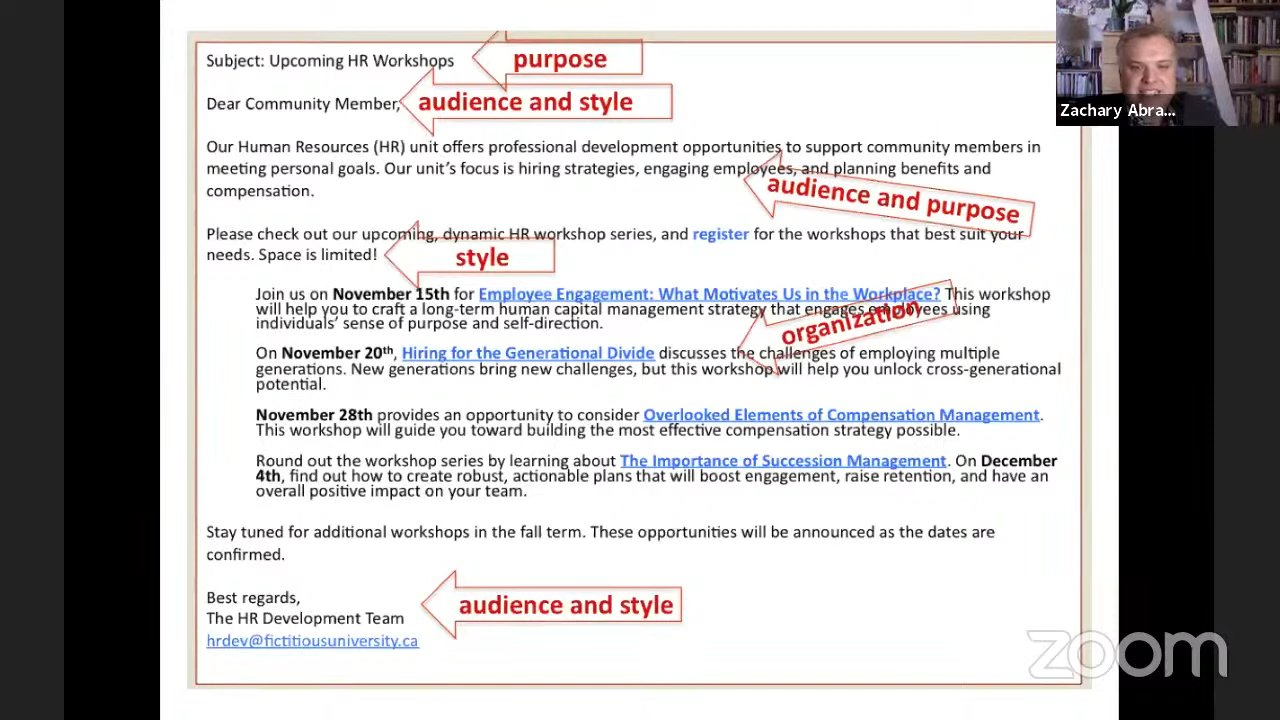 Subject: Upcoming HR Workshops
purpose
Zachary Abra...
Dear Community Member,
audience and style
Our Human Resources (HR) unit offers professional development opportunities to support community members in
meeting personal goals. Our unit's focus is hiring strategies, engaging employees, and planning benefits and
compensation.
audience and purpose
Please check out our upcoming, dynamic HR workshop series, and register for the workshops that best suit your
needs. Space is limited!
style
Join us on November 15th for Employee Engagement: What Motivates Us in the Workplace? This workshop
will help you to craft a long-term human capital management strategy that engages employees using
individuals' sense of purpose and self-direction.
organization
On November 20th, Hiring for the Generational Divide discusses the challenges of employing multiple
generations. New generations bring new challenges, but this workshop will help you unlock cross-generational
potential.
November 28th provides an opportunity to consider Overlooked Elements of Compensation Management.
This workshop will guide you toward building the most effective compensation strategy possible.
Round out the workshop series by learning about The Importance of Succession Management. On December
4th, find out how to create robust, actionable plans that will boost engagement, raise retention, and have an
overall positive impact on your team.
Stay tuned for additional workshops in the fall term. These opportunities will be announced as the dates are
confirmed.
Best regards,
The HR Development Team
audience and style
hrdev@fictitiousuniversity.ca
zoom